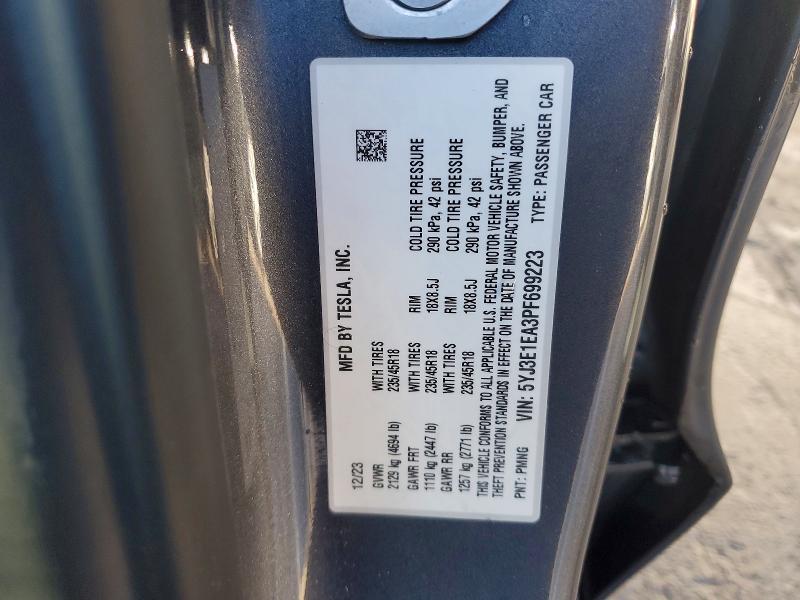 MFD BY TESLA, INC.
12/23
GVWR WITH TIRES RIM COLD TIRE PRESSURE
2129 kg (4694 lb) 235/45R18 18X8.5J 290 kPa, 42 psi
GAWR FRT WITH TIRES RIM COLD TIRE PRESSURE
1110 kg (2447 lb) 235/45R18 18X8.5J 290 kPa, 42 psi
GAWR RR
1257 kg (2771 lb)
THIS VEHICLE CONFORMS TO ALL APPLICABLE U.S. FEDERAL MOTOR VEHICLE SAFETY, BUMPER, AND
THEFT PREVENTION STANDARDS IN EFFECT ON THE DATE OF MANUFACTURE SHOWN ABOVE.
PNT: PMNG VIN: 5YJ3E1EA3PF699223 TYPE: PASSENGER CAR